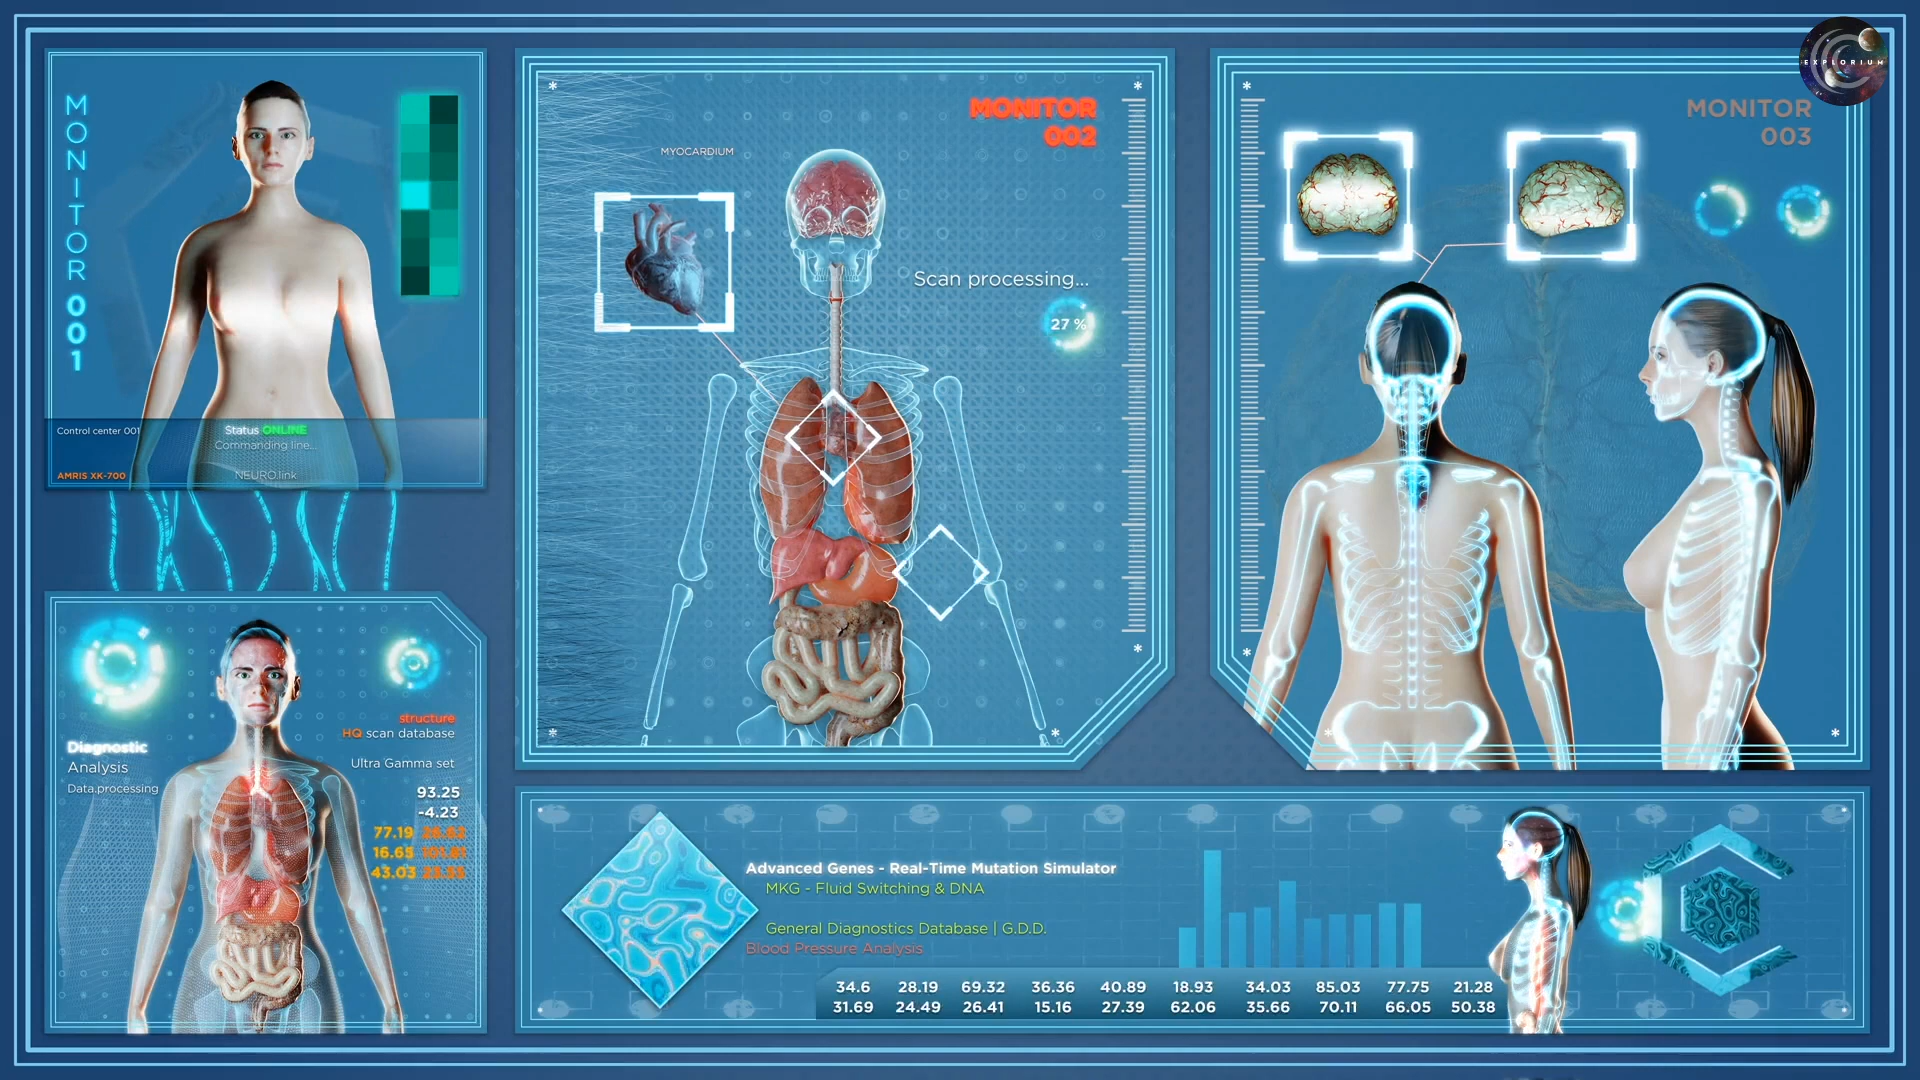 EXPLORIUM
MONITOR 001
Control center 001
Status ONLINE
Commanding line...
AMRIS XK-700
NEURO.link
MONITOR
002
MYOCARDIUM
Scan processing...
27 %
MONITOR
003
structure
HQ scan database
Ultra Gamma set
Diagnostic
Analysis
Data.processing
93.25
-4.23
77.19
16.65
43.03
Advanced Genes - Real-Time Mutation Simulator
MKG - Fluid Switching & DNA
General Diagnostics Database | G.D.D.
Blood Pressure Analysis
34.6 28.19 69.32 36.36 40.89 18.93 34.03 85.03 77.75 21.28
31.69 24.49 26.41 15.16 27.39 62.06 35.66 70.11 66.05 50.38